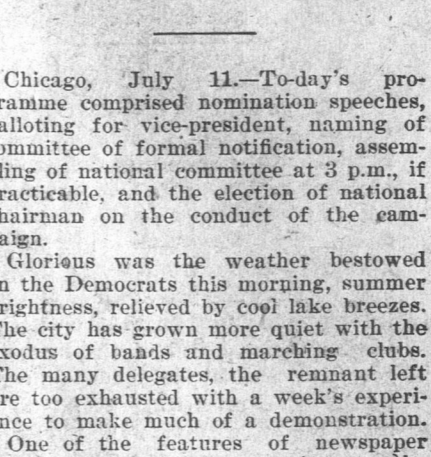 Chicago, July 11.—To-day's pro-
ramme comprised nomination speeches,
alloting for vice-president, naming of
ommittee of formal notification, assem-
ling of national committee at 3 p.m., if
racticable, and the election of national
hairman on the conduct of the cam-
aign.
Glorious was the weather bestowed
n the Democrats this morning, summer
rightness, relieved by cool lake breezes.
he city has grown more quiet with the
xodus of bands and marching clubs.
he many delegates, the remnant left
re too exhausted with a week's experi-
nce to make much of a demonstration.
One of the features of newspaper